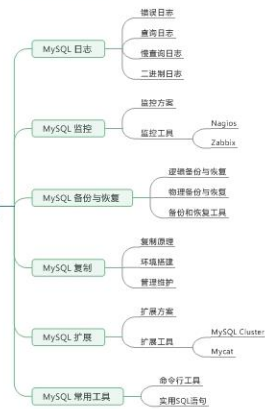 MySQL 日志
错误日志
查询日志
慢查询日志
二进制日志
MySQL 监控
监控方案
监控工具
Nagios
Zabbix
MySQL 备份与恢复
逻辑备份与恢复
物理备份与恢复
备份和恢复工具
MySQL 复制
复制原理
环境搭建
管理维护
MySQL 扩展
扩展方案
扩展工具
MySQL Cluster
Mycat
MySQL 常用工具
命令行工具
实用SQL语句